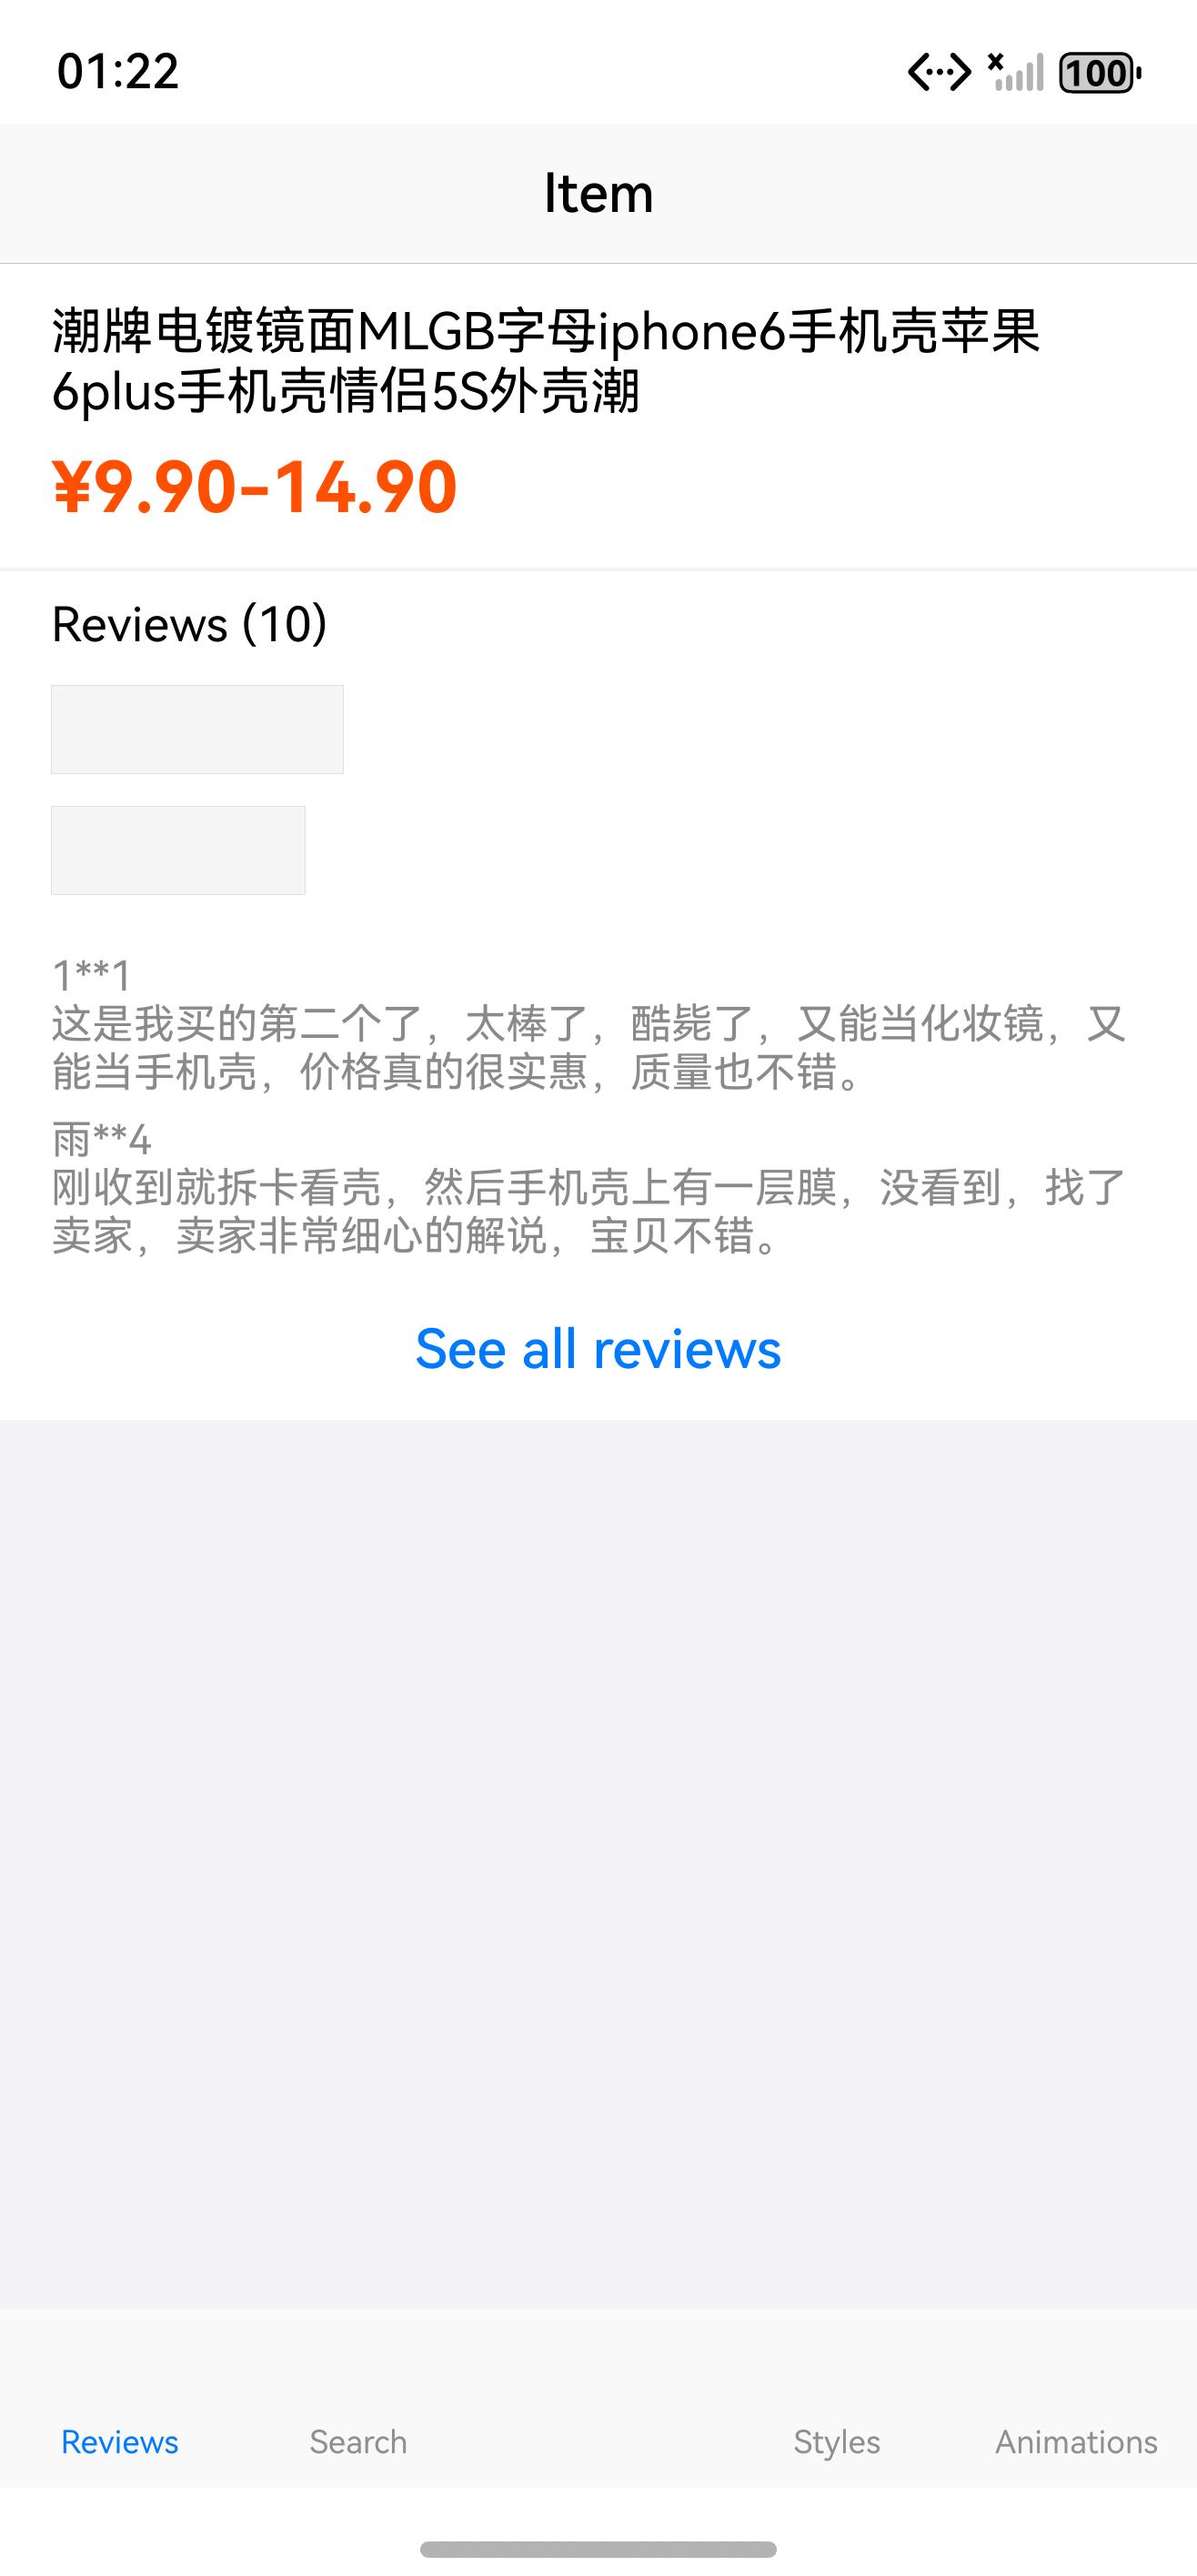 01:22
100
Item
潮牌电镀镜面MLGB字母iphone6手机壳苹果
6plus手机壳情侣5S外壳潮
¥9.90-14.90
Reviews (10)
1**1
这是我买的第二个了，太棒了，酷毙了，又能当化妆镜，又
能当手机壳，价格真的很实惠，质量也不错。
雨**4
刚收到就拆卡看壳，然后手机壳上有一层膜，没看到，找了
卖家，卖家非常细心的解说，宝贝不错。
See all reviews
Reviews
Search
Styles
Animations